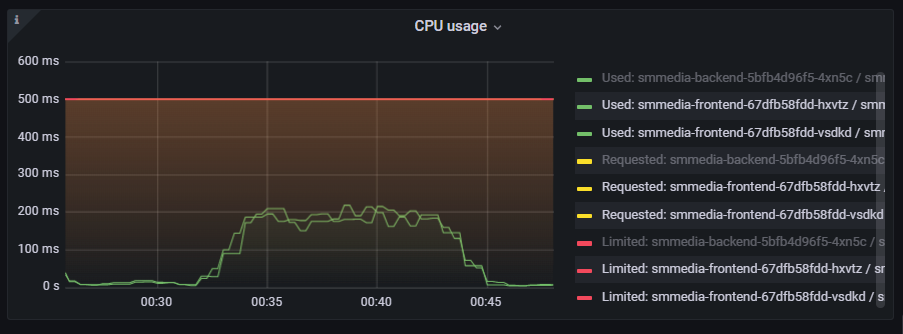 i
CPU usage
600 ms
500 ms
400 ms
300 ms
200 ms
100 ms
0 s
00:30
00:35
00:40
00:45
Used: smmedia-backend-5bfb4d96f5-4xn5c / smm
Used: smmedia-frontend-67dfb58fdd-hxvtz / smm
Used: smmedia-frontend-67dfb58fdd-vsdkd / smm
Requested: smmedia-backend-5bfb4d96f5-4xn5c
Requested: smmedia-frontend-67dfb58fdd-hxvtz /
Requested: smmedia-frontend-67dfb58fdd-vsdkd
Limited: smmedia-backend-5bfb4d96f5-4xn5c / s
Limited: smmedia-frontend-67dfb58fdd-hxvtz / sm
Limited: smmedia-frontend-67dfb58fdd-vsdkd / s